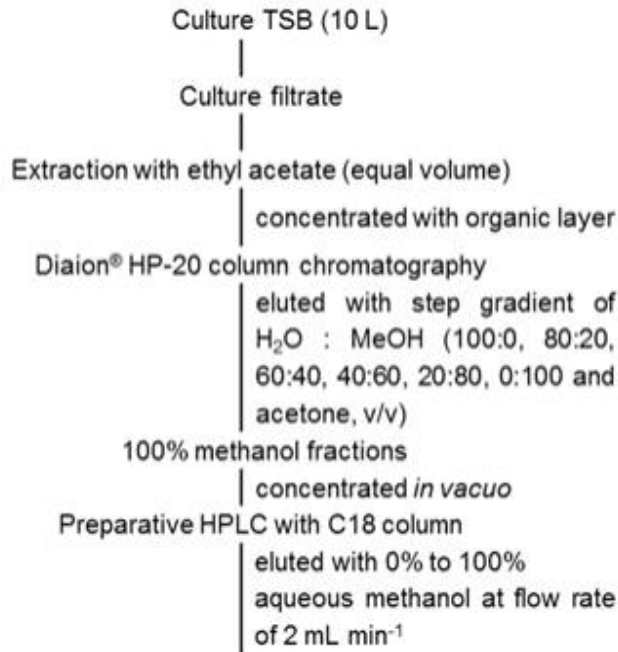 Culture TSB (10 L)
Culture filtrate
Extraction with ethyl acetate (equal volume)
concentrated with organic layer
Diaion® HP-20 column chromatography
eluted with step gradient of
H₂O : MeOH (100:0, 80:20,
60:40, 40:60, 20:80, 0:100 and
acetone, v/v)
100% methanol fractions
concentrated in vacuo
Preparative HPLC with C18 column
eluted with 0% to 100%
aqueous methanol at flow rate
of 2 mL min⁻¹